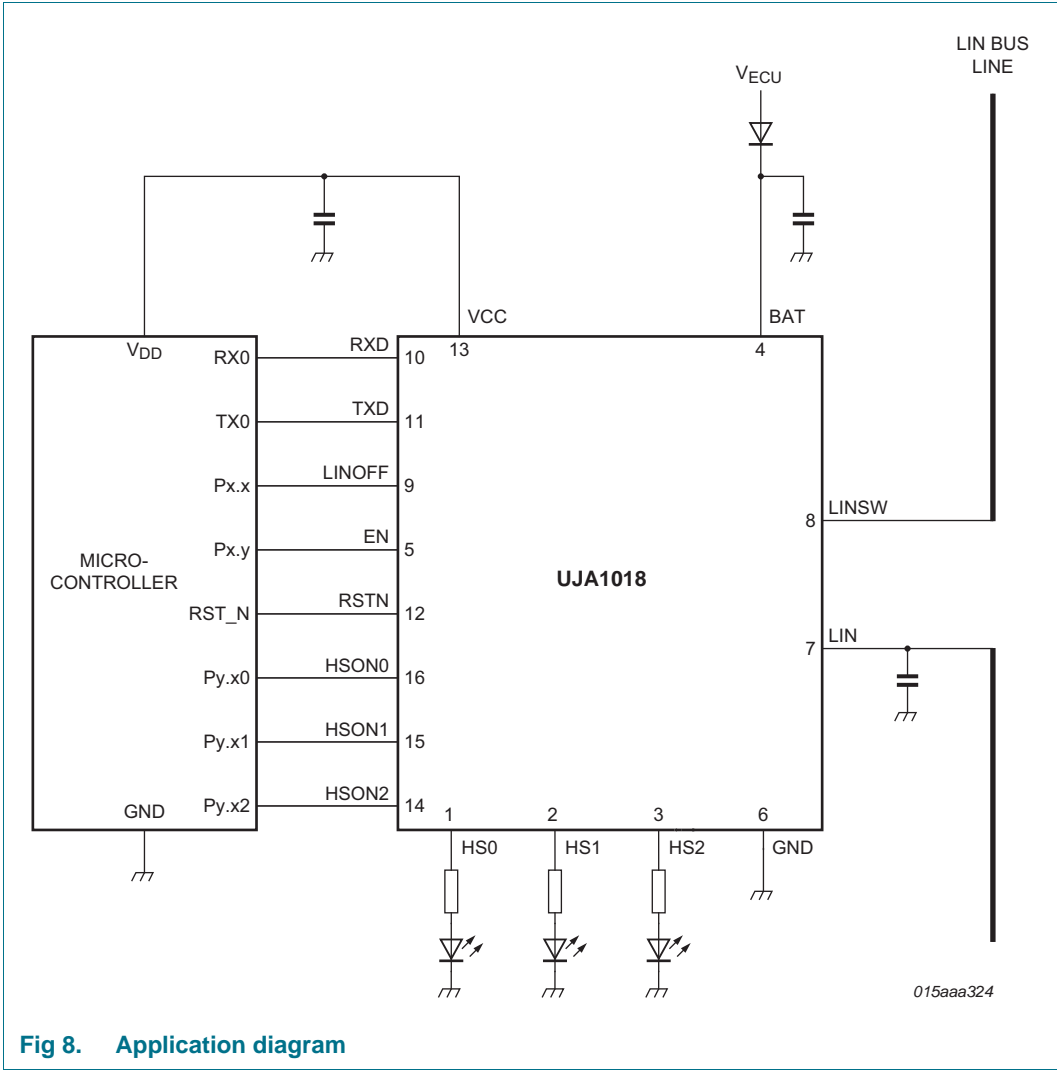 LIN BUS
LINE
VECU
VCC
BAT
VDD
RX0
RXD
10
13
4
TX0
TXD
11
Px.x
LINOFF
9
8
LINSW
Px.y
EN
5
MICRO-
CONTROLLER
UJA1018
RST_N
RSTN
12
7
LIN
Py.x0
HSON0
16
Py.x1
HSON1
15
GND
Py.x2
HSON2
14
1
2
3
6
HS0
HS1
HS2
GND
015aaa324
Fig 8. Application diagram